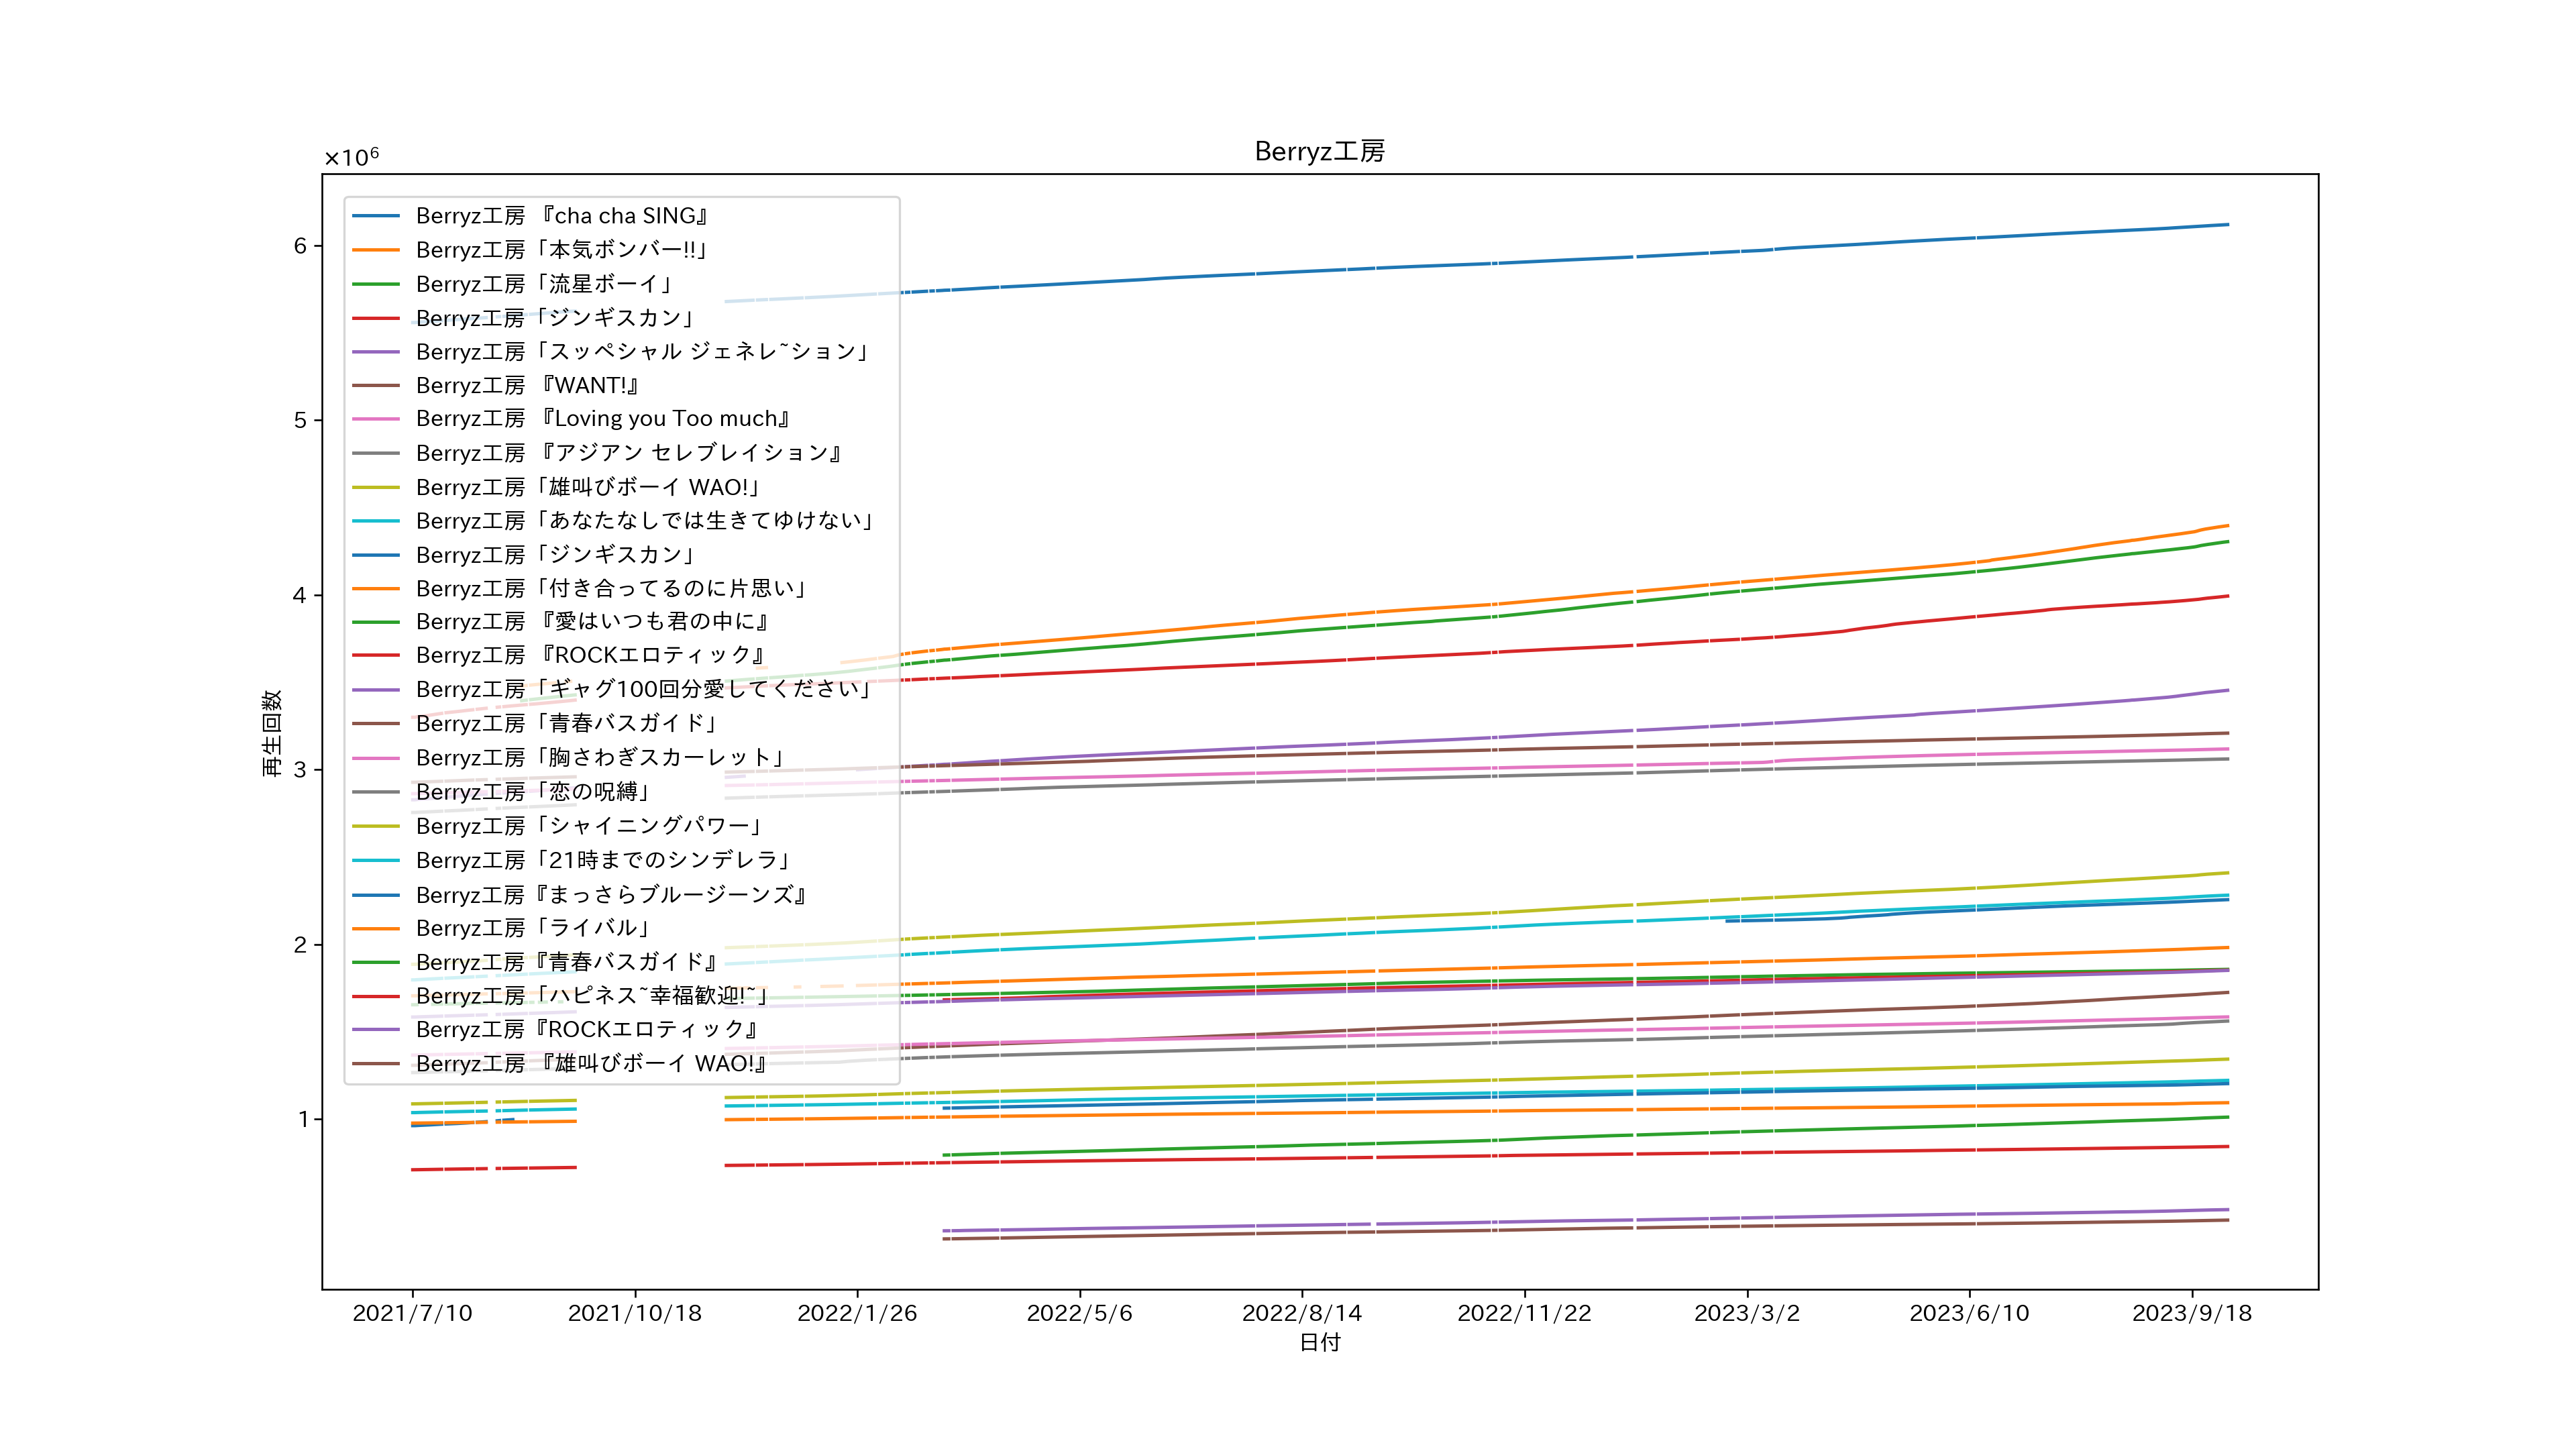 Berryz工房
×10⁶
6
5
4
3
2
1
再生回数
Berryz工房 『cha cha SING』
Berryz工房「本気ボンバー!!」
Berryz工房「流星ボーイ」
Berryz工房「ジンギスカン」
Berryz工房「スッペシャル ジェネレ~ション」
Berryz工房 『WANT!』
Berryz工房 『Loving you Too much』
Berryz工房 『アジアン セレブレイション』
Berryz工房「雄叫びボーイ WAO!」
Berryz工房「あなたなしでは生きてゆけない」
Berryz工房「ジンギスカン」
Berryz工房「付き合ってるのに片思い」
Berryz工房 『愛はいつも君の中に』
Berryz工房 『ROCKエロティック』
Berryz工房「ギャグ100回分愛してください」
Berryz工房「青春バスガイド」
Berryz工房「胸さわぎスカーレット」
Berryz工房「恋の呪縛」
Berryz工房「シャイニングパワー」
Berryz工房「21時までのシンデレラ」
Berryz工房『まっさらブルージーンズ』
Berryz工房「ライバル」
Berryz工房『青春バスガイド』
Berryz工房「ハピネス~幸福歓迎!~」
Berryz工房『ROCKエロティック』
Berryz工房 『雄叫びボーイ WAO!』
2021/7/10 2021/10/18 2022/1/26 2022/5/6 2022/8/14 2022/11/22 2023/3/2 2023/6/10 2023/9/18
日付